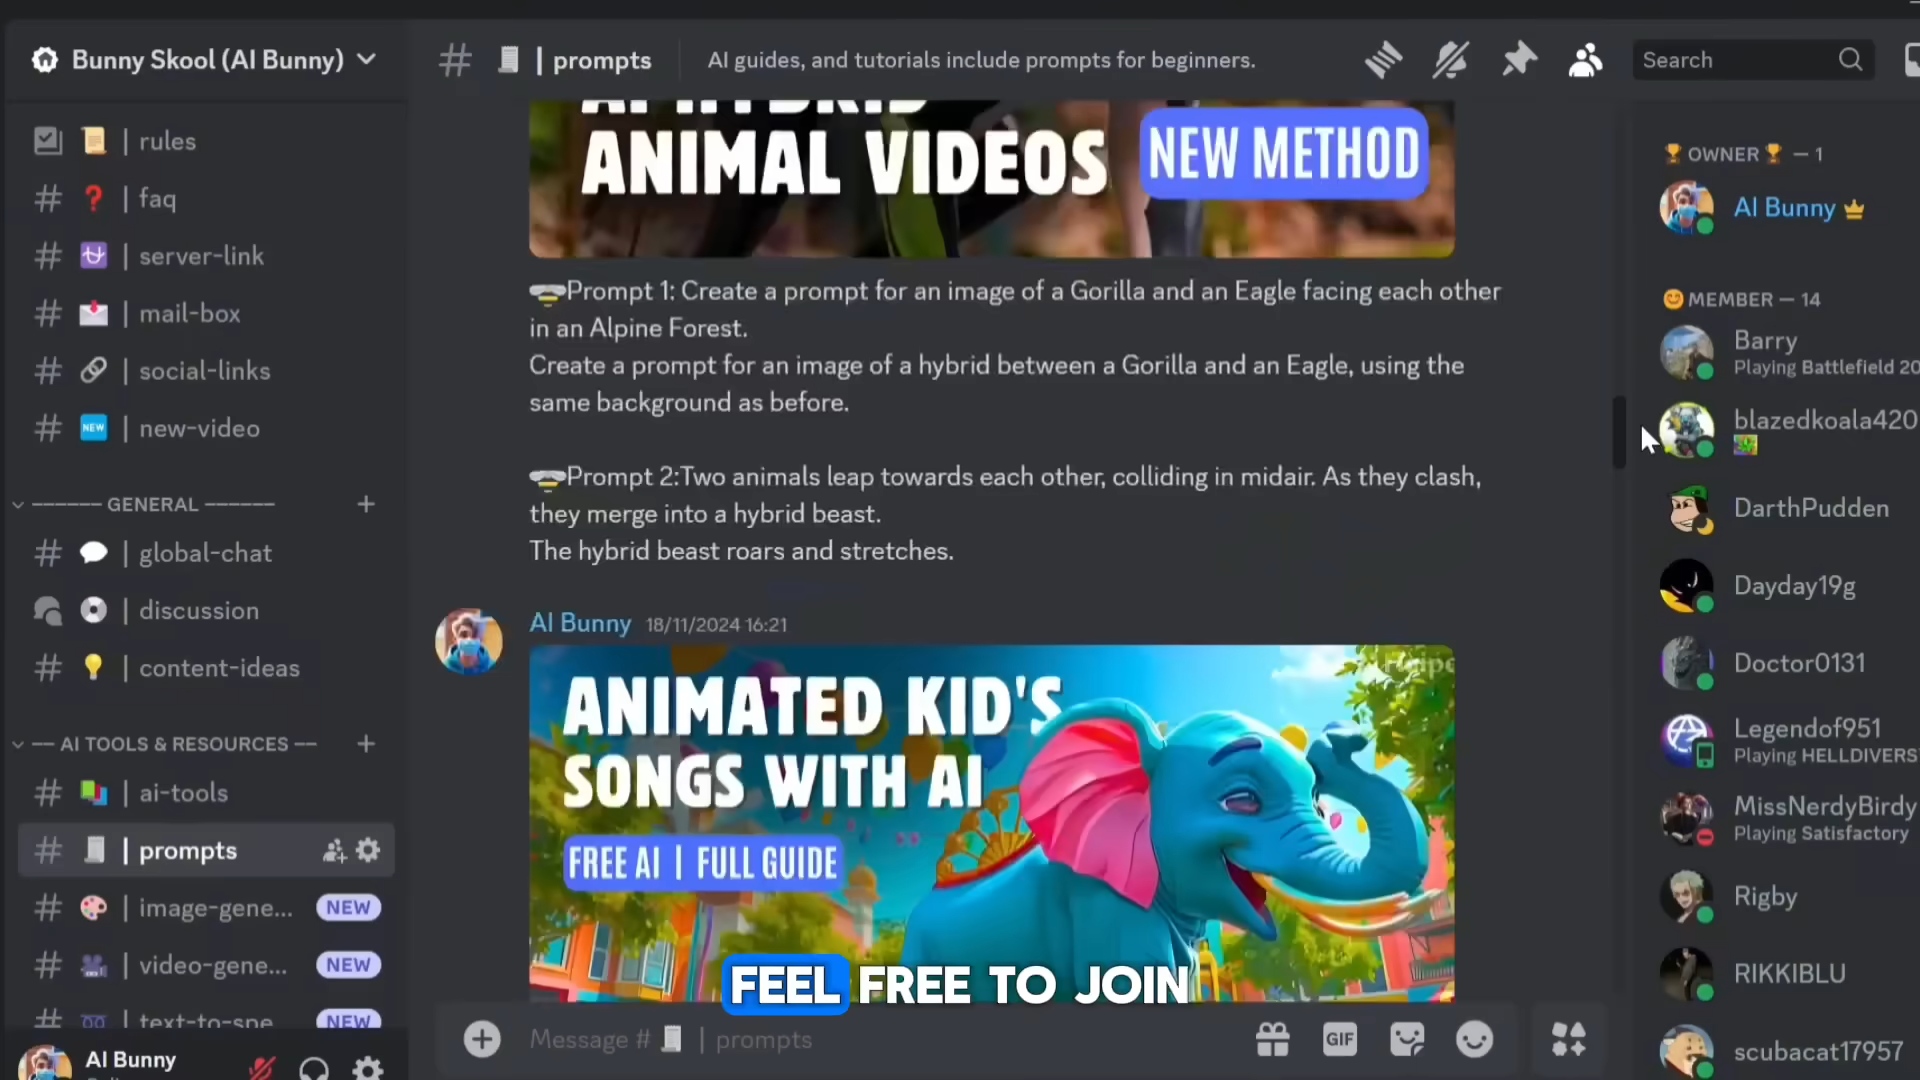 Bunny Skool (AI Bunny)
| prompts
AI guides, and tutorials include prompts for beginners.
Search
| rules
| faq
| server-link
| mail-box
| social-links
NEW | new-video
—— GENERAL ——
| global-chat
| discussion
| content-ideas
— AI TOOLS & RESOURCES —
| ai-tools
| prompts
| image-gene... NEW
| video-gene... NEW
| text-to-spe NEW
AI Bunny
AI HYBRID
ANIMAL VIDEOS
NEW METHOD
Prompt 1: Create a prompt for an image of a Gorilla and an Eagle facing each other
in an Alpine Forest.
Create a prompt for an image of a hybrid between a Gorilla and an Eagle, using the
same background as before.
Prompt 2:Two animals leap towards each other, colliding in midair. As they clash,
they merge into a hybrid beast.
The hybrid beast roars and stretches.
AI Bunny 18/11/2024 16:21
ANIMATED KID'S
SONGS WITH AI
FREE AI | FULL GUIDE
FEEL FREE TO JOIN
Message # | prompts
GIF
OWNER — 1
AI Bunny
MEMBER — 14
Barry
Playing Battlefield 20
blazedkoala420
DarthPudden
Dayday19g
Doctor0131
Legendof951
Playing HELLDIVERS
MissNerdyBirdy
Playing Satisfactory
Rigby
RIKKIBLU
scubacat17957